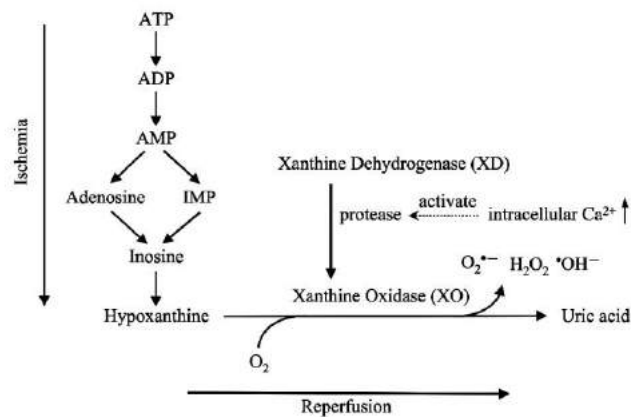 ATP
ADP
AMP
Ischemia
Xanthine Dehydrogenase (XD)
Adenosine IMP
protease activate intracellular Ca²⁺
Inosine
O₂•⁻ H₂O₂ •OH⁻
Xanthine Oxidase (XO)
Hypoxanthine Uric acid
O₂
Reperfusion